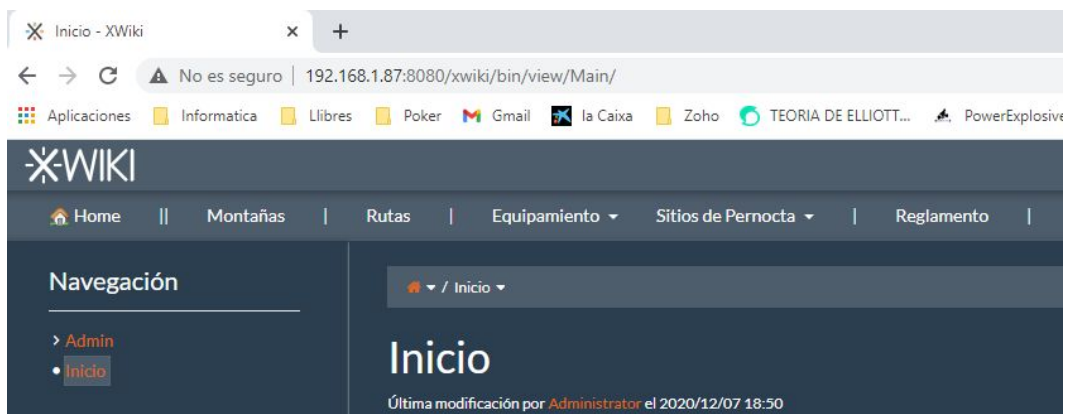 Inicio - XWiki
No es seguro | 192.168.1.87:8080/xwiki/bin/view/Main/
Aplicaciones Informatica Llibres Poker Gmail la Caixa Zoho TEORIA DE ELLIOTT... PowerExplosive
XWIKI
Home || Montañas | Rutas | Equipamiento Sitios de Pernocta | Reglamento |
Navegación
/ Inicio
Admin
Inicio
Inicio
Última modificación por Administrator el 2020/12/07 18:50